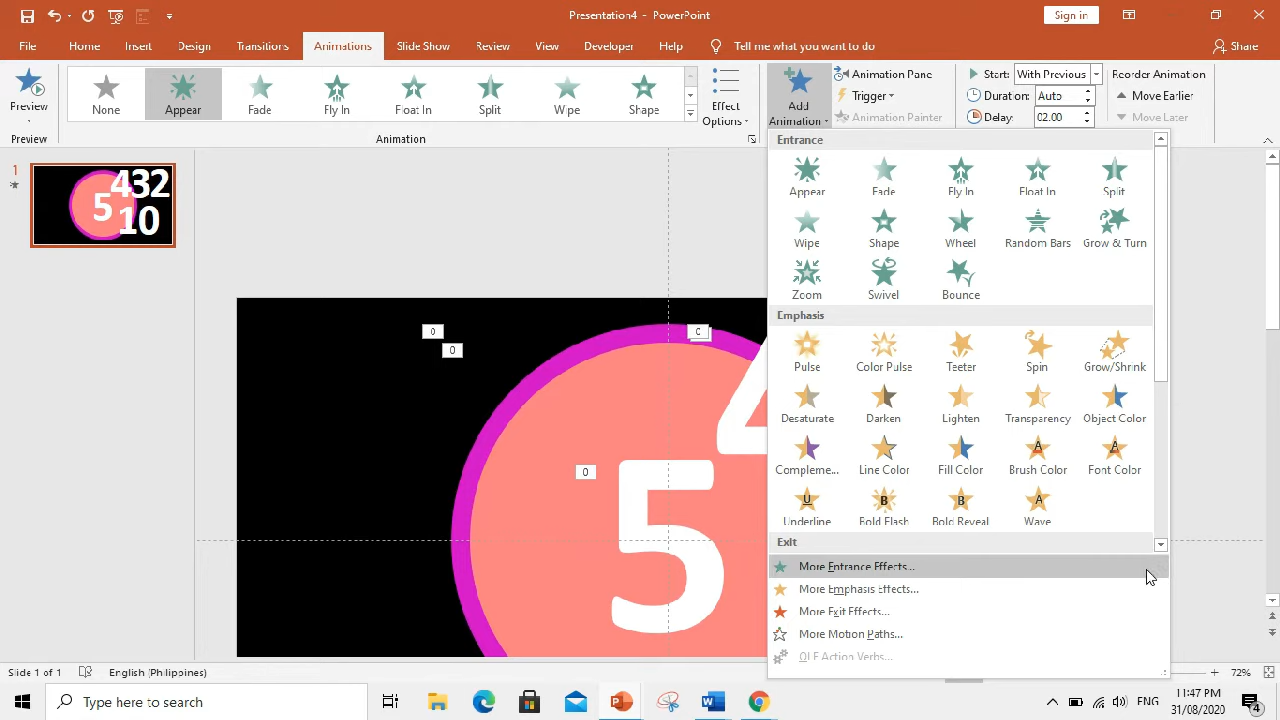 Presentation4 - PowerPoint
Sign in
File Home Insert Design Transitions Animations Slide Show Review View Developer Help Tell me what you want to do Share
Preview
None Appear Fade Fly In Float In Split Wipe Shape
Effect Options
Add Animation
Animation Pane
Trigger
Animation Painter
Start: With Previous
Duration: Auto
Delay: 02.00
Reorder Animation
Move Earlier
Move Later
Preview
Animation
1
432
5
10
0
0
0
0
4
5
Entrance
Appear Fade Fly In Float In Split
Wipe Shape Wheel Random Bars Grow & Turn
Zoom Swivel Bounce
Emphasis
Pulse Color Pulse Teeter Spin Grow/Shrink
Desaturate Darken Lighten Transparency Object Color
Compleme... Line Color Fill Color Brush Color Font Color
Underline Bold Flash Bold Reveal Wave
Exit
More Entrance Effects...
More Emphasis Effects...
More Exit Effects...
More Motion Paths...
OLE Action Verbs...
Slide 1 of 1 English (Philippines) 72%
Type here to search
ENG
11:47 PM
31/08/2020
4